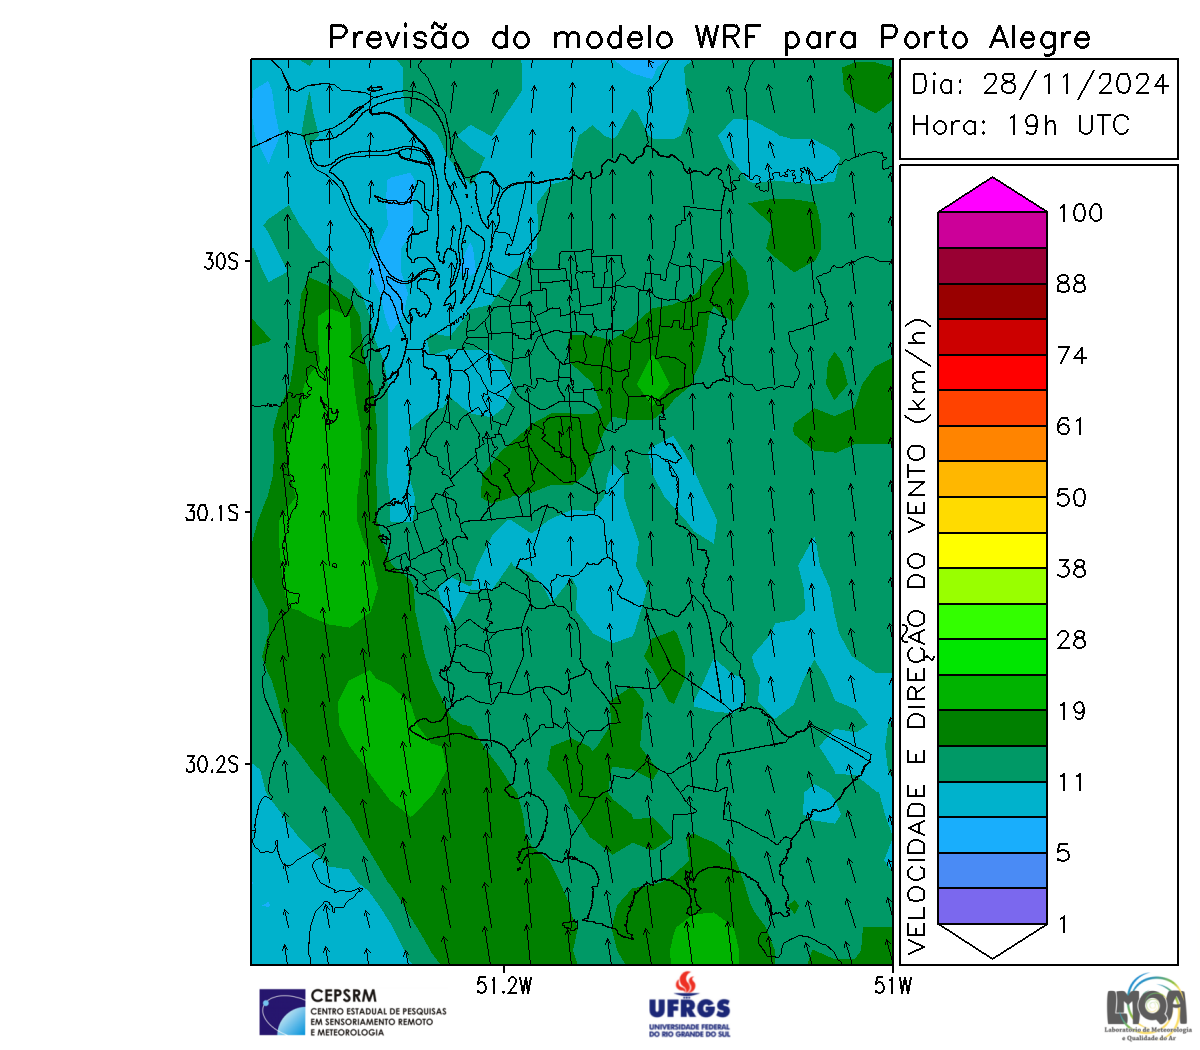 Previsão do modelo WRF para Porto Alegre
Dia: 28/11/2024
Hora: 19h UTC
VELOCIDADE E DIREÇÃO DO VENTO (km/h)
100
88
74
61
50
38
28
19
11
5
1
30S
30.1S
30.2S
51.2W
51W
CEPSRM
CENTRO ESTADUAL DE PESQUISAS
EM SENSORIAMENTO REMOTO
E METEOROLOGIA
UFRGS
UNIVERSIDADE FEDERAL
DO RIO GRANDE DO SUL
LMQA
Laboratório de Meteorologia
e Qualidade do Ar